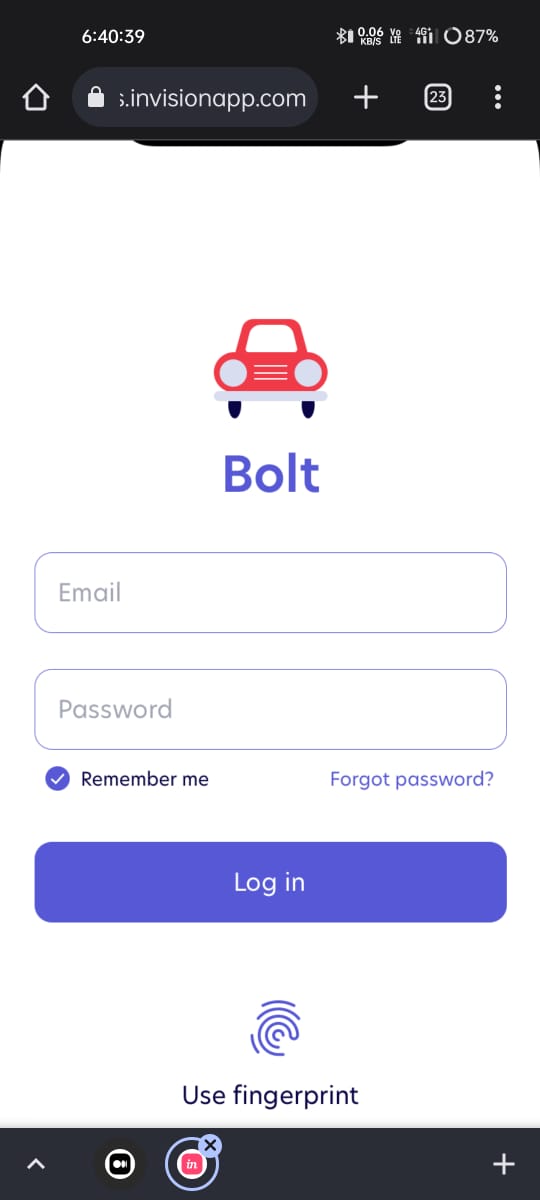 6:40:39 0.06 KB/S Vo LTE 4G+ 87%
s.invisionapp.com 23
Bolt
Email
Password
Remember me Forgot password?
Log in
Use fingerprint
in